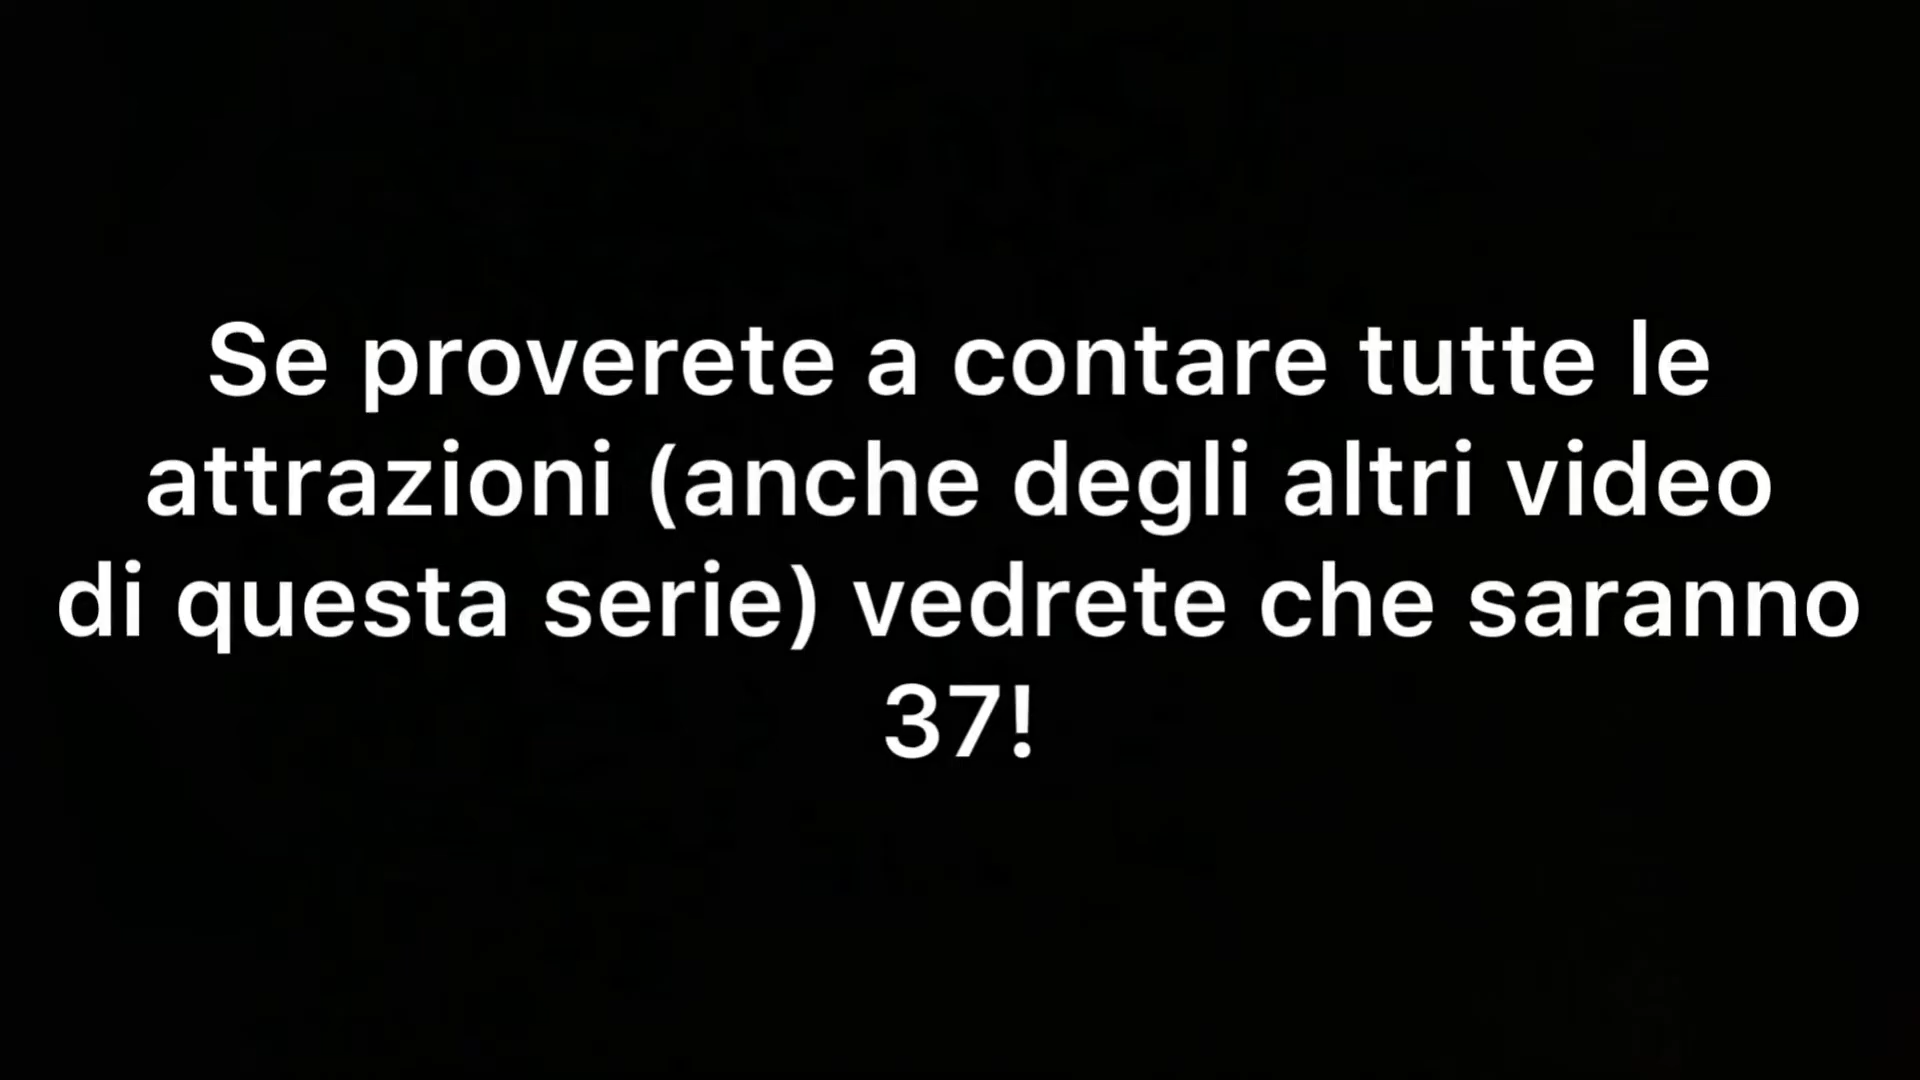 Se proverete a contare tutte le
attrazioni (anche degli altri video
di questa serie) vedrete che saranno
37!